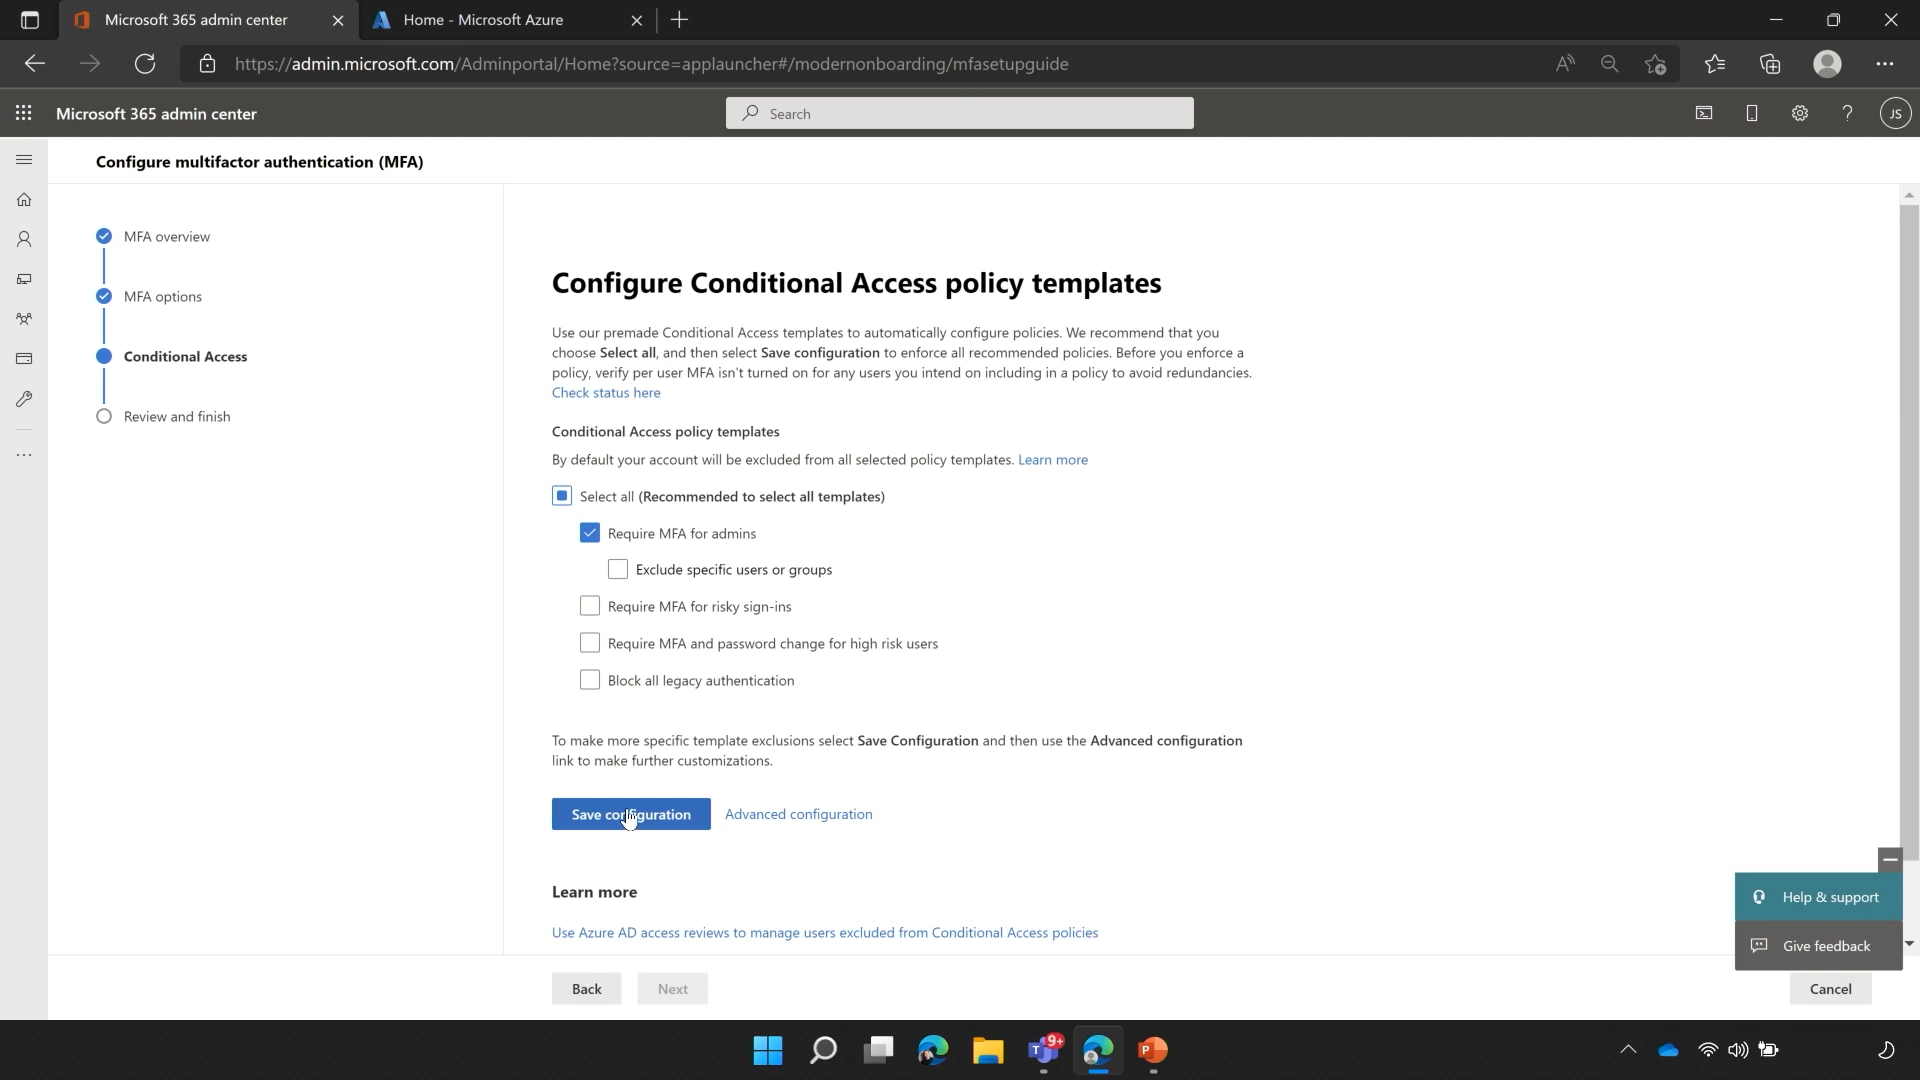 Microsoft 365 admin center
Home - Microsoft Azure
https://admin.microsoft.com/Adminportal/Home?source=applauncher#/modernonboarding/mfasetupguide
Microsoft 365 admin center
Search
JS
Configure multifactor authentication (MFA)
MFA overview
MFA options
Conditional Access
Review and finish
Configure Conditional Access policy templates
Use our premade Conditional Access templates to automatically configure policies. We recommend that you
choose Select all, and then select Save configuration to enforce all recommended policies. Before you enforce a
policy, verify per user MFA isn't turned on for any users you intend on including in a policy to avoid redundancies.
Check status here
Conditional Access policy templates
By default your account will be excluded from all selected policy templates. Learn more
Select all (Recommended to select all templates)
Require MFA for admins
Exclude specific users or groups
Require MFA for risky sign-ins
Require MFA and password change for high risk users
Block all legacy authentication
To make more specific template exclusions select Save Configuration and then use the Advanced configuration
link to make further customizations.
Save configuration
Advanced configuration
Learn more
Use Azure AD access reviews to manage users excluded from Conditional Access policies
Help & support
Give feedback
Back
Next
Cancel
9+